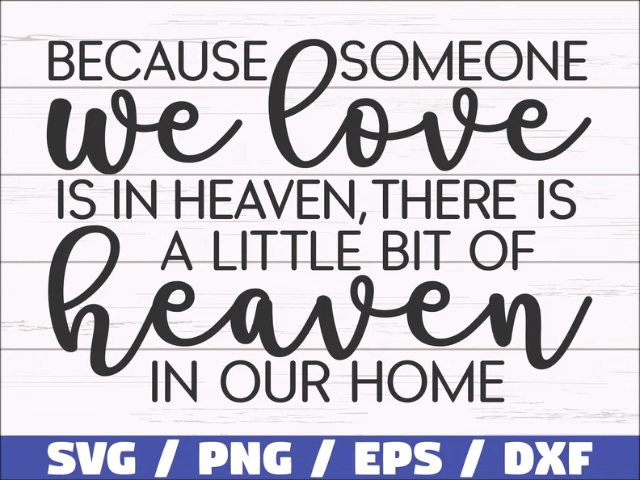 BECAUSE SOMEONE
we love
IS IN HEAVEN, THERE IS
A LITTLE BIT OF
heaven
IN OUR HOME
SVG / PNG / EPS / DXF